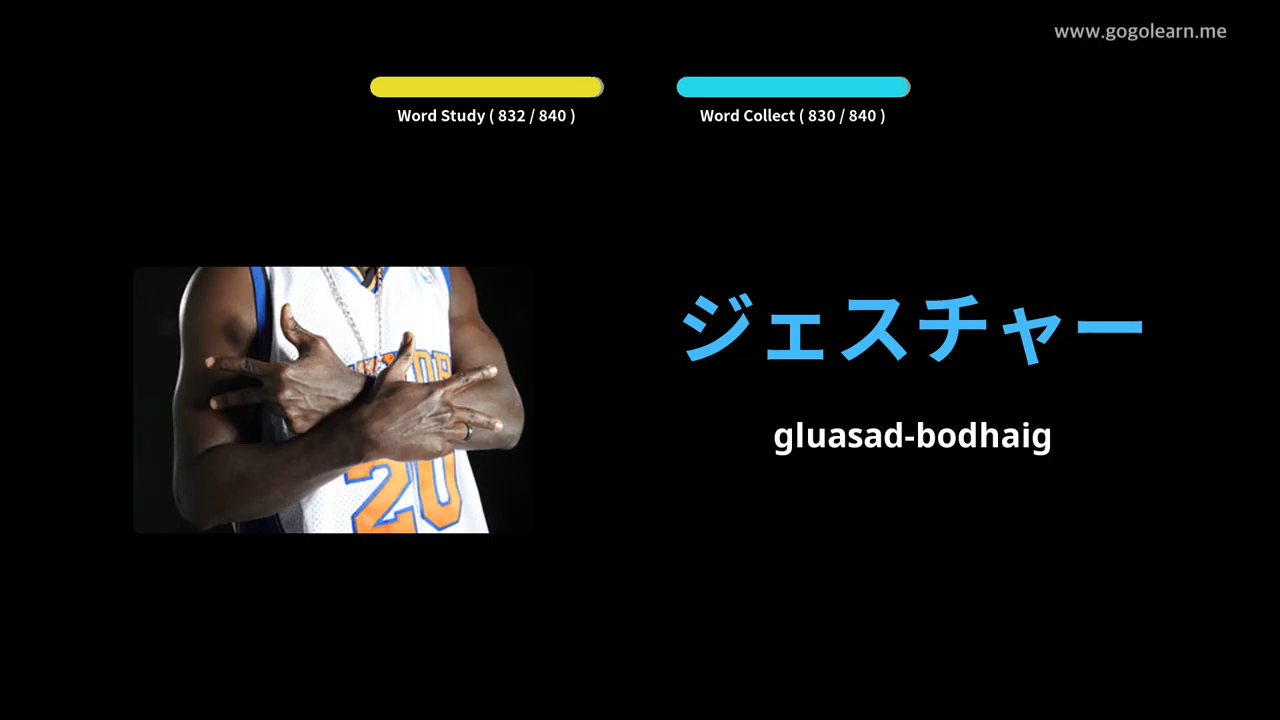 www.gogolearn.me
Word Study ( 832 / 840 )
Word Collect ( 830 / 840 )
ジェスチャー
gluasad-bodhaig
20